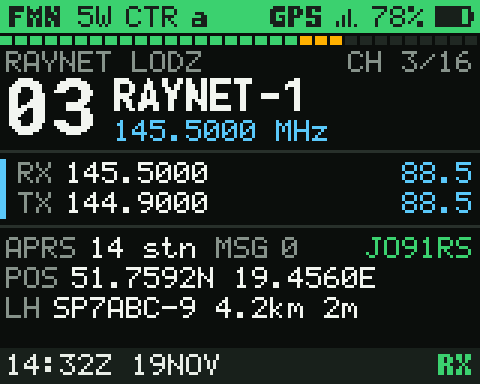 FMN 5W CTR a GPS 78%
RAYNET LODZ CH 3/16
03 RAYNET-1
145.5000 MHz
RX 145.5000 88.5
TX 144.9000 88.5
APRS 14 stn MSG 0 JO91RS
POS 51.7592N 19.4560E
LH SP7ABC-9 4.2km 2m
14:32Z 19NOV RX